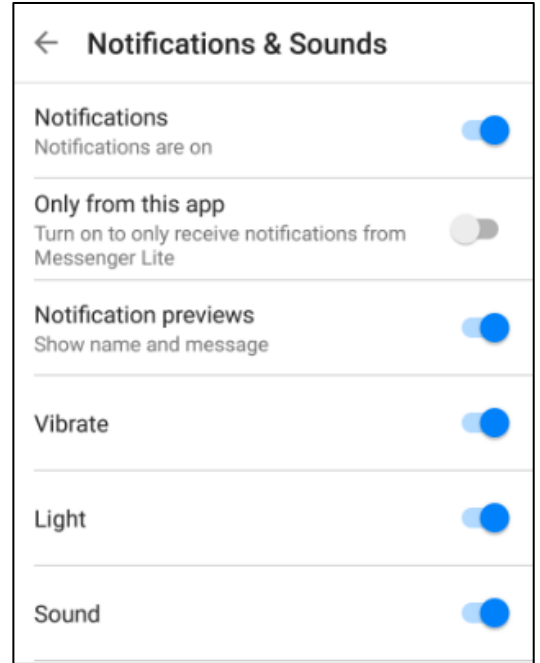 Notifications & Sounds
Notifications
Notifications are on
Only from this app
Turn on to only receive notifications from
Messenger Lite
Notification previews
Show name and message
Vibrate
Light
Sound